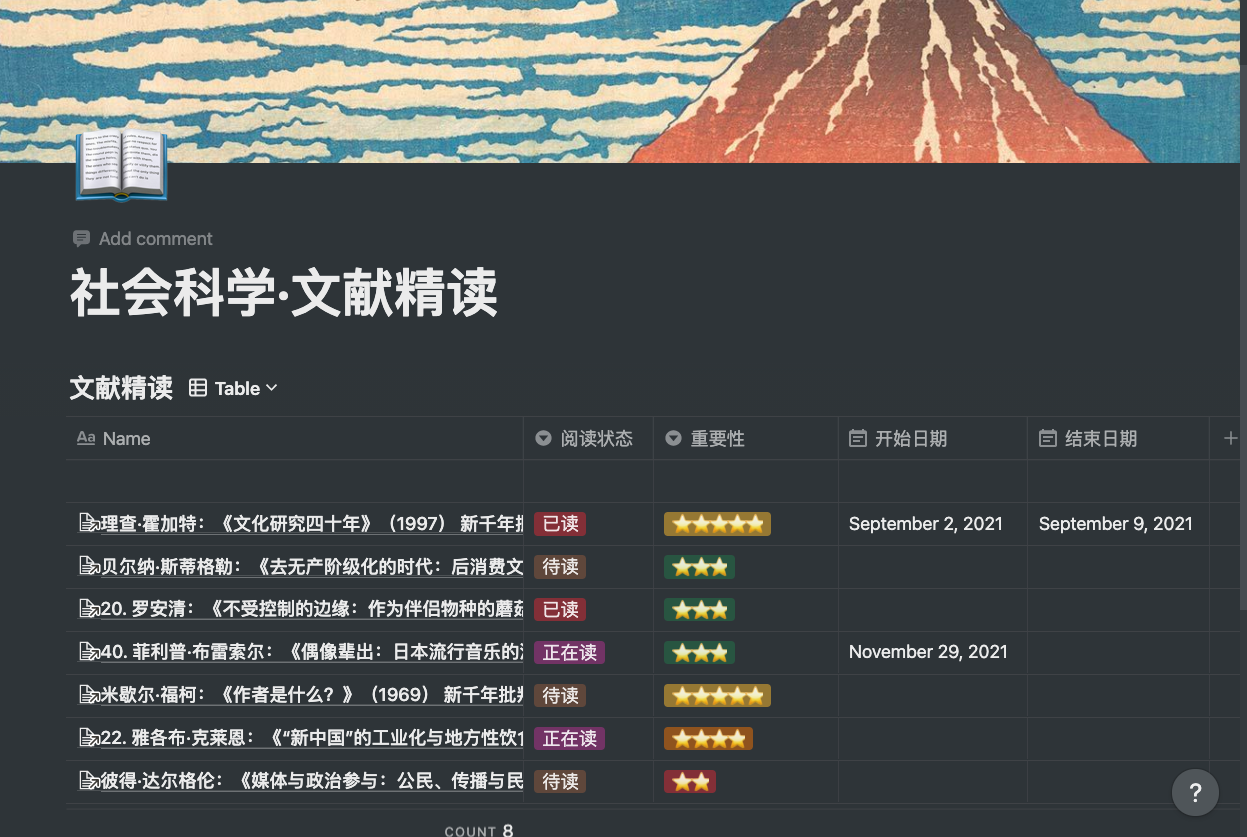 Add comment
社会科学·文献精读
文献精读 Table
Aa Name 阅读状态 重要性 开始日期 结束日期
理查·霍加特：《文化研究四十年》（1997） 新千年批 已读 September 2, 2021 September 9, 2021
贝尔纳·斯蒂格勒：《去无产阶级化的时代：后消费文 待读
20. 罗安清：《不受控制的边缘：作为伴侣物种的蘑菇 已读
40. 菲利普·布雷索尔：《偶像辈出：日本流行音乐的 正在读 November 29, 2021
米歇尔·福柯：《作者是什么？》（1969） 新千年批判 待读
22. 雅各布·克莱恩：《“新中国”的工业化与地方性饮食 正在读
彼得·达尔格伦：《媒体与政治参与：公民、传播与民 待读
COUNT 8
?